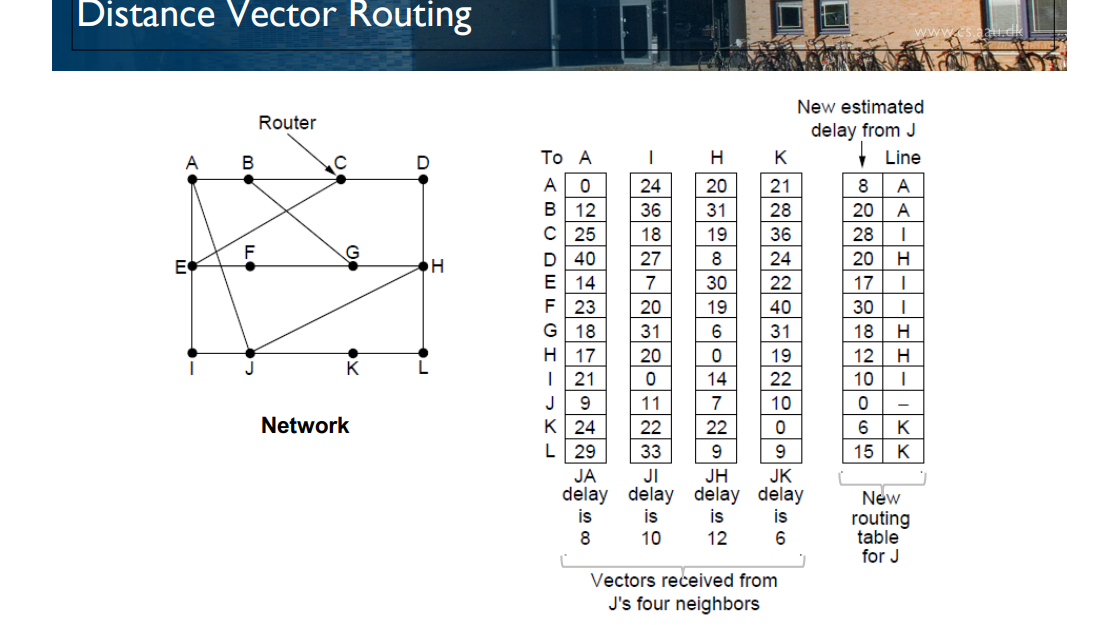 Distance Vector Routing
www.cs.aau.dk
Router
A B C D
E F G H
I J K L
Network
New estimated
delay from J
To A I H K Line
A 0 24 20 21 8 A
B 12 36 31 28 20 A
C 25 18 19 36 28 I
D 40 27 8 24 20 H
E 14 7 30 22 17 I
F 23 20 19 40 30 I
G 18 31 6 31 18 H
H 17 20 0 19 12 H
I 21 0 14 22 10 I
J 9 11 7 10 0 –
K 24 22 22 0 6 K
L 29 33 9 9 15 K
JA JI JH JK
delay delay delay delay
is is is is
8 10 12 6
New
routing
table
for J
Vectors received from
J's four neighbors